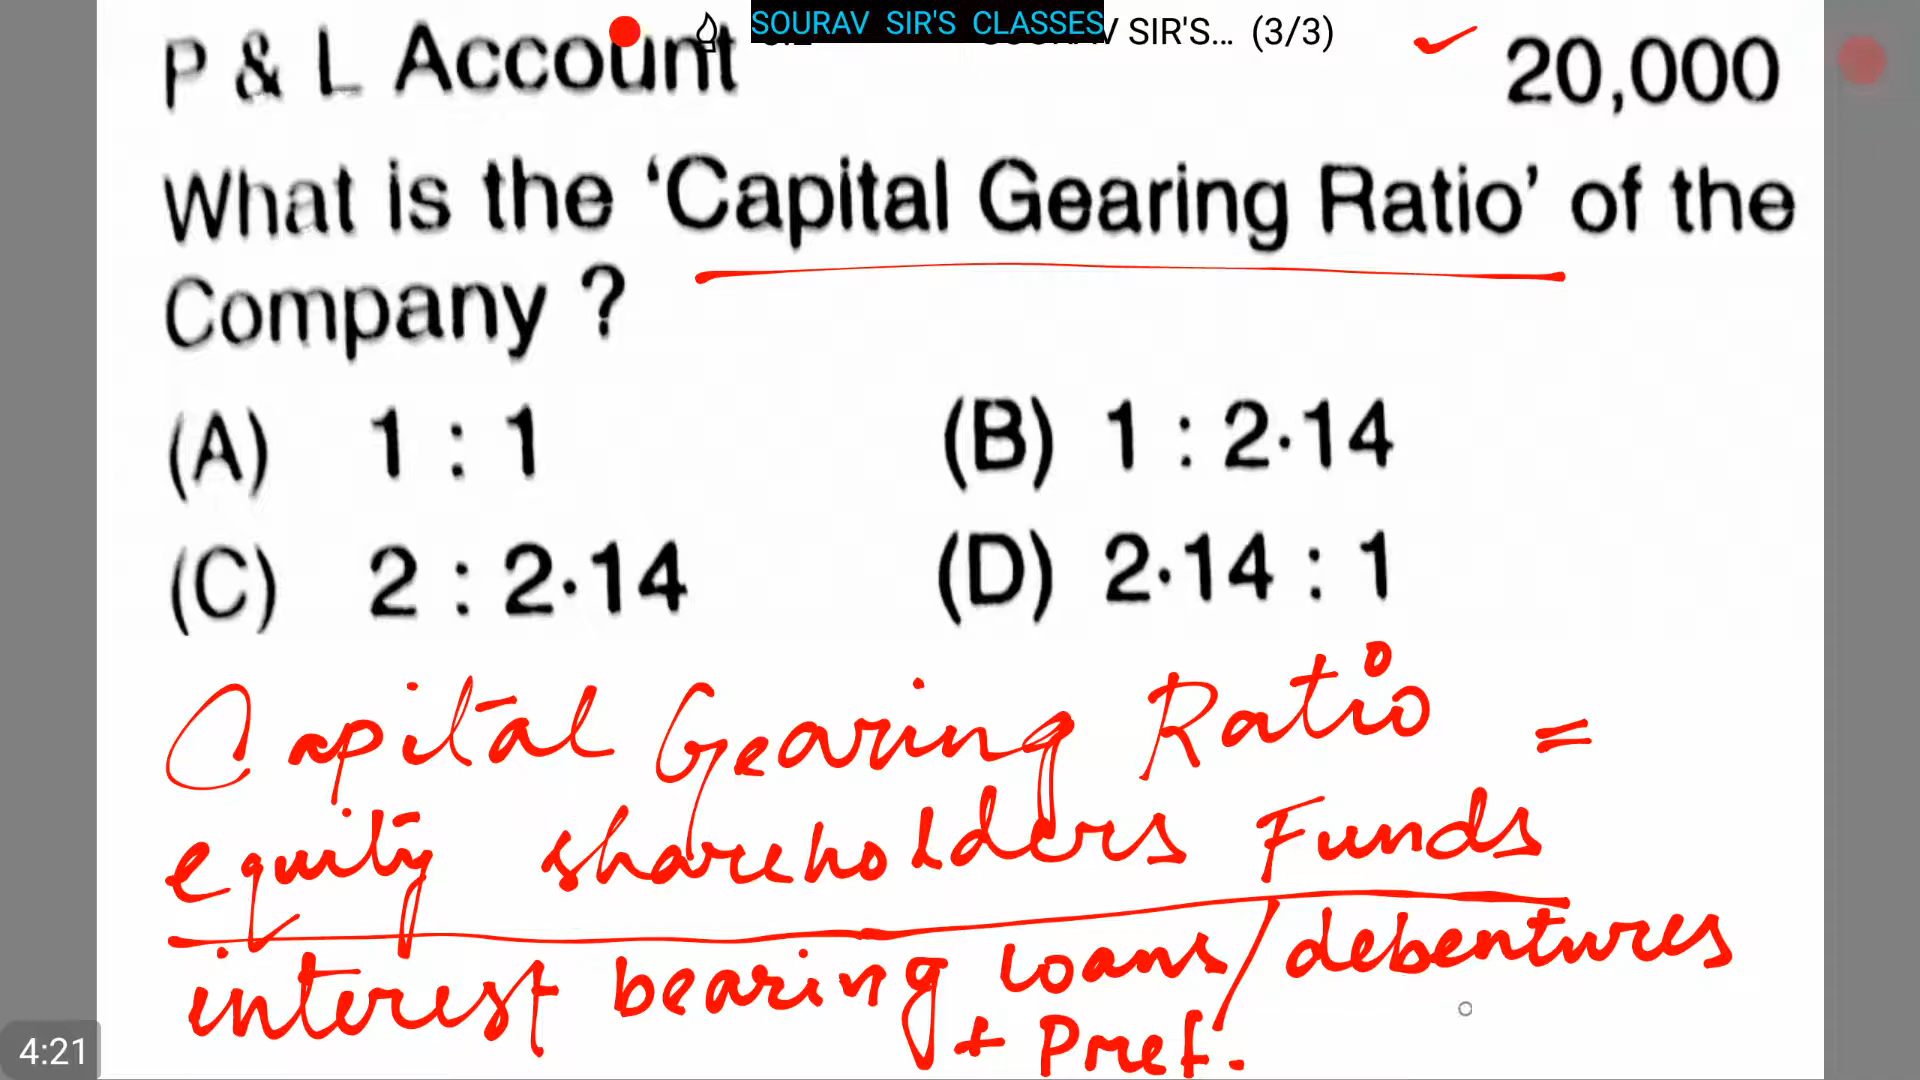 SOURAV SIR'S CLASSES
V SIR'S... (3/3)
P & L Account 20,000
What is the ‘Capital Gearing Ratio’ of the
Company ?
(A) 1 : 1 (B) 1 : 2·14
(C) 2 : 2·14 (D) 2·14 : 1
Capital Gearing Ratio =
equity shareholders Funds
interest bearing loans/debentures
+ Pref.
4:21